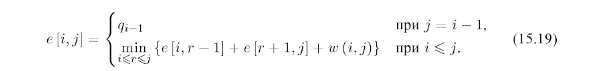 e [i, j] = { q_{i−1} при j = i − 1,
min_{i⩽r⩽j} {e [i, r − 1] + e [r + 1, j] + w (i, j)} при i ⩽ j. (15.19)